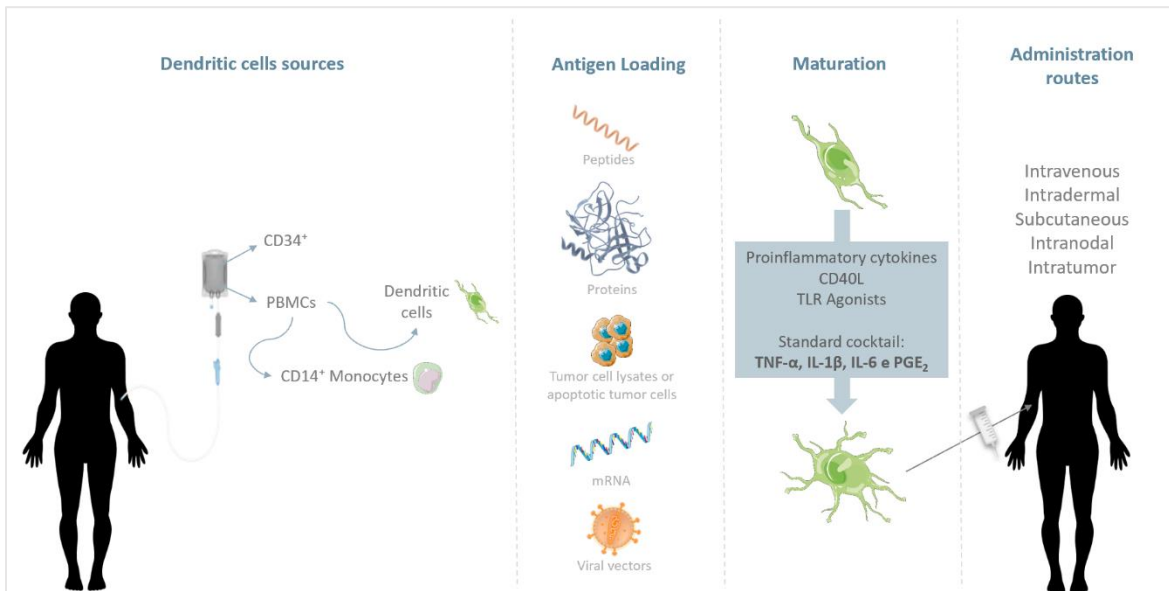 Dendritic cells sources
CD34⁺
PBMCs
Dendritic
cells
CD14⁺ Monocytes
Antigen Loading
Peptides
Proteins
Tumor cell lysates or
apoptotic tumor cells
mRNA
Viral vectors
Maturation
Proinflammatory cytokines
CD40L
TLR Agonists
Standard cocktail:
TNF-α, IL-1β, IL-6 e PGE₂
Administration
routes
Intravenous
Intradermal
Subcutaneous
Intranodal
Intratumor